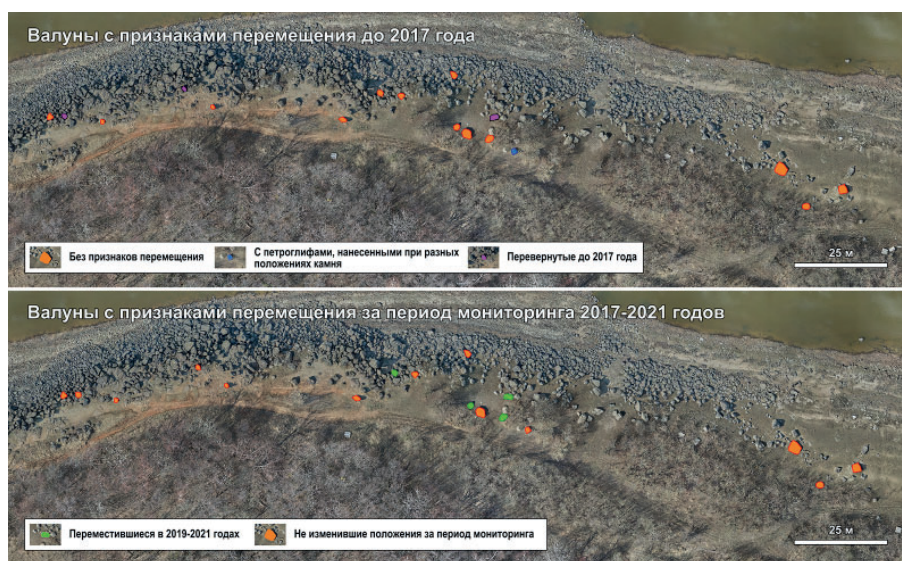 Валуны с признаками перемещения до 2017 года
Без признаков перемещения
С петроглифами, нанесенными при разных
положениях камня
Перевернутые до 2017 года
25 м
Валуны с признаками перемещения за период мониторинга 2017-2021 годов
Переместившиеся в 2019-2021 годах
Не изменившие положения за период мониторинга
25 м